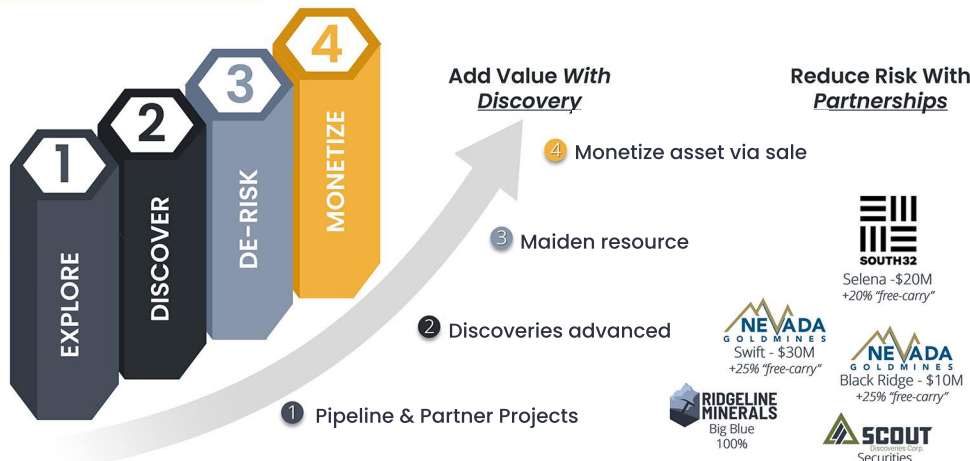 1
EXPLORE
2
DISCOVER
3
DE-RISK
4
MONETIZE
Add Value With
Discovery
4 Monetize asset via sale
3 Maiden resource
2 Discoveries advanced
1 Pipeline & Partner Projects
Reduce Risk With
Partnerships
SOUTH32
Selena -$20M
+20% “free-carry”
NEVADA
GOLDMINES
Swift - $30M
+25% “free-carry”
NEVADA
GOLDMINES
Black Ridge - $10M
+25% “free-carry”
RIDGELINE
MINERALS
Big Blue
100%
SCOUT
Discoveries Corp.
Securities